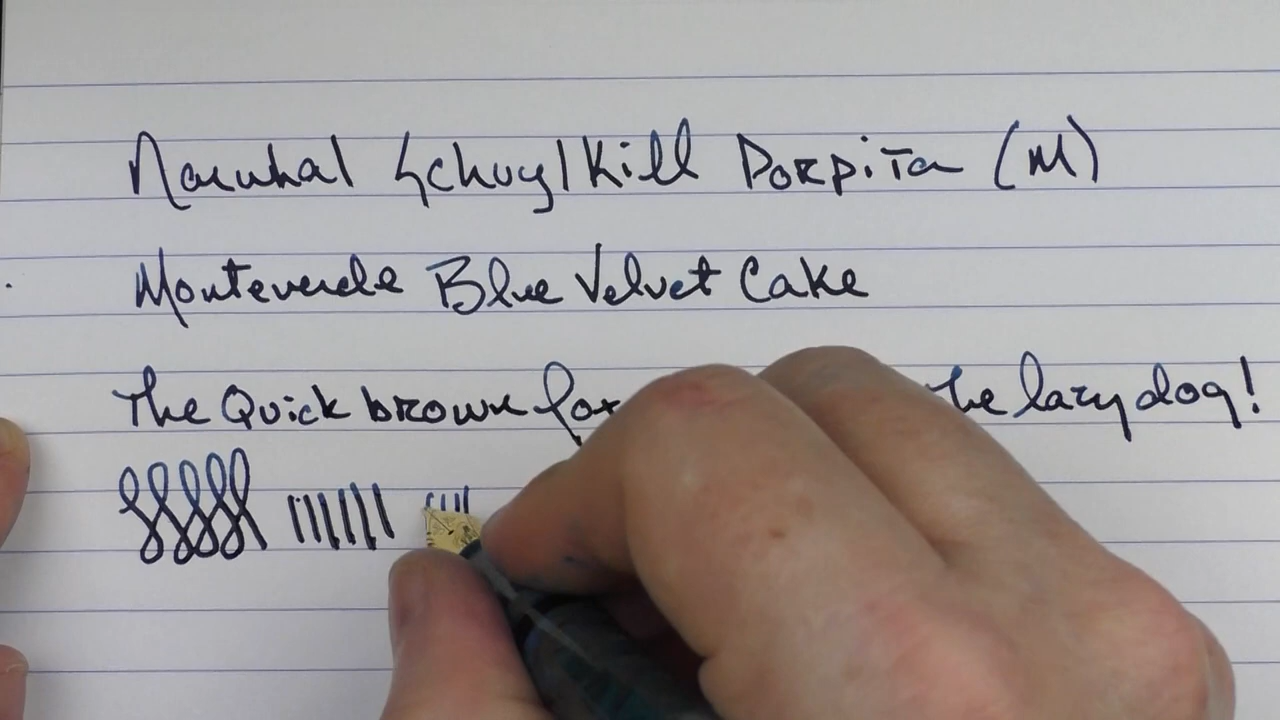 Narwhal Schuylkill Porpita (M)
Monteverde Blue Velvet Cake
The Quick brown fox the lazy dog!